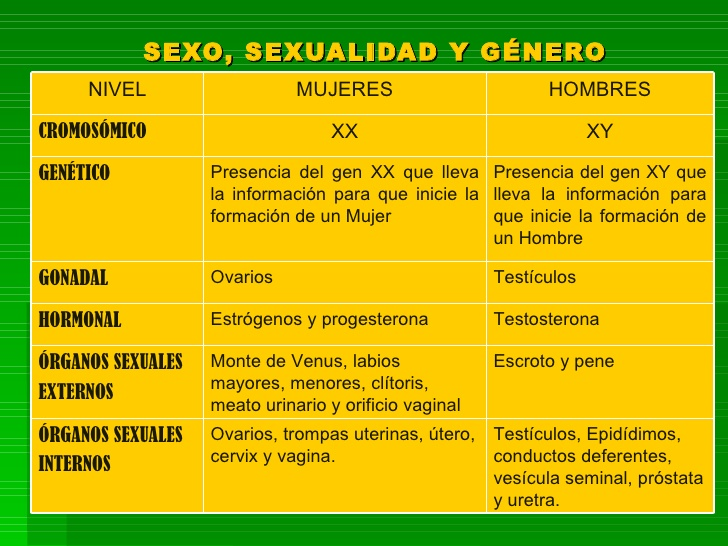 SEXO, SEXUALIDAD Y GÉNERO
NIVEL MUJERES HOMBRES
CROMOSÓMICO XX XY
GENÉTICO
Presencia del gen XX que lleva
la información para que inicie la
formación de un Mujer
Presencia del gen XY que
lleva la información para
que inicie la formación de
un Hombre
GONADAL Ovarios Testículos
HORMONAL Estrógenos y progesterona Testosterona
ÓRGANOS SEXUALES
EXTERNOS
Monte de Venus, labios
mayores, menores, clítoris,
meato urinario y orificio vaginal
Escroto y pene
ÓRGANOS SEXUALES
INTERNOS
Ovarios, trompas uterinas, útero,
cervix y vagina.
Testículos, Epidídimos,
conductos deferentes,
vesícula seminal, próstata
y uretra.